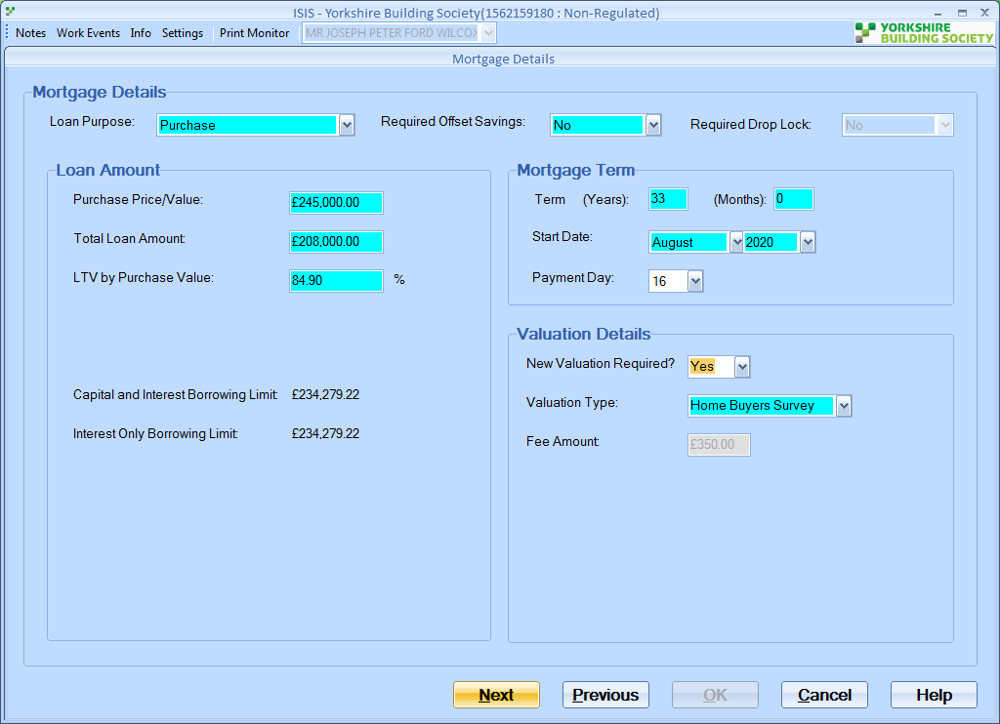 ISIS - Yorkshire Building Society(1562159180 : Non-Regulated)
Notes Work Events Info Settings Print Monitor MR JOSEPH PETER FORD WILCOX
YORKSHIRE
BUILDING SOCIETY
Mortgage Details
Mortgage Details
Loan Purpose: Purchase Required Offset Savings: No Required Drop Lock: No
Loan Amount
Purchase Price/Value: £245,000.00
Total Loan Amount: £208,000.00
LTV by Purchase Value: 84.90 %
Capital and Interest Borrowing Limit: £234,279.22
Interest Only Borrowing Limit: £234,279.22
Mortgage Term
Term (Years): 33 (Months): 0
Start Date: August 2020
Payment Day: 16
Valuation Details
New Valuation Required? Yes
Valuation Type: Home Buyers Survey
Fee Amount: £350.00
Next Previous OK Cancel Help